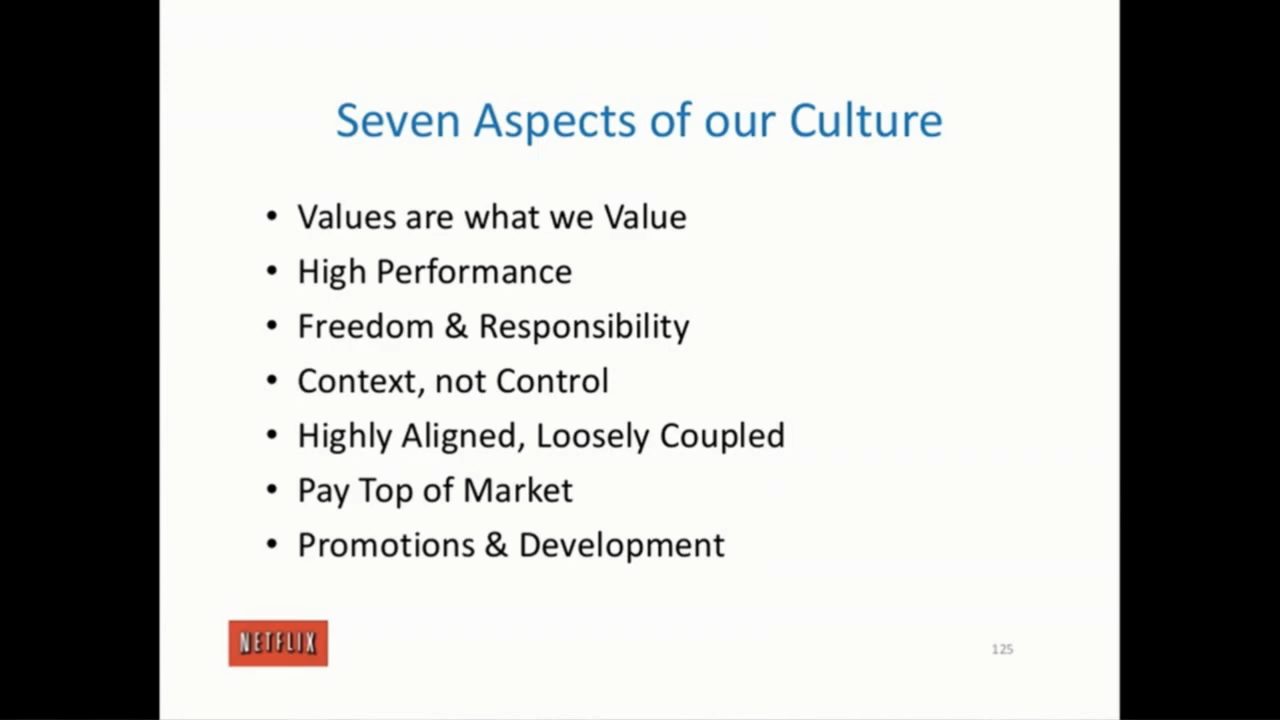 Seven Aspects of our Culture
• Values are what we Value
• High Performance
• Freedom & Responsibility
• Context, not Control
• Highly Aligned, Loosely Coupled
• Pay Top of Market
• Promotions & Development
NETFLIX
125